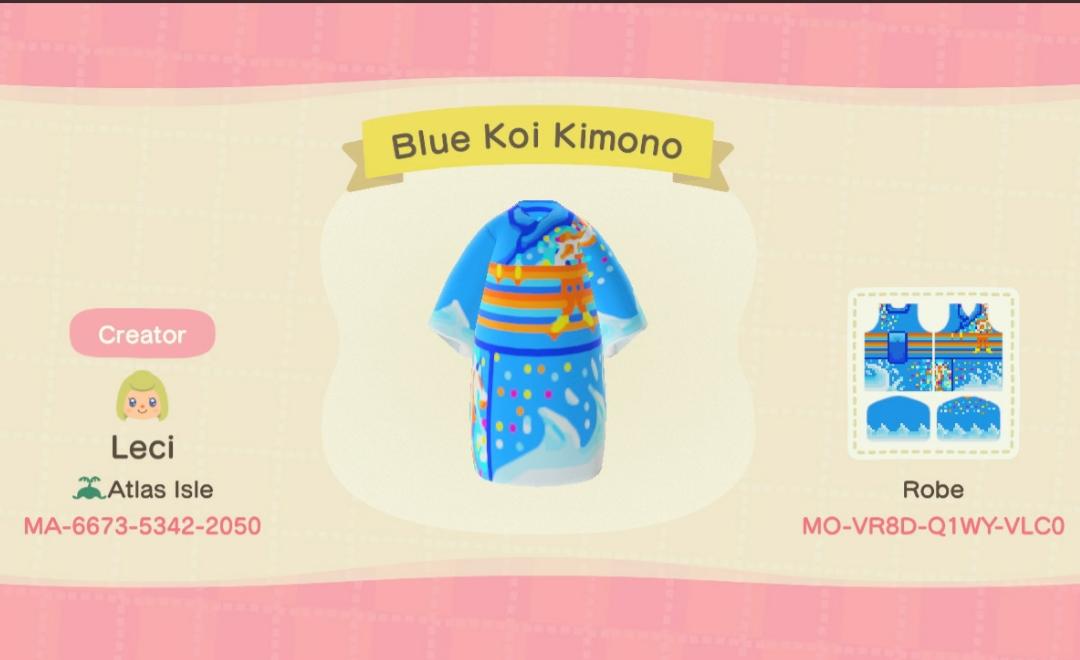 Blue Koi Kimono
Creator
Leci
Atlas Isle
MA-6673-5342-2050
Robe
MO-VR8D-Q1WY-VLC0